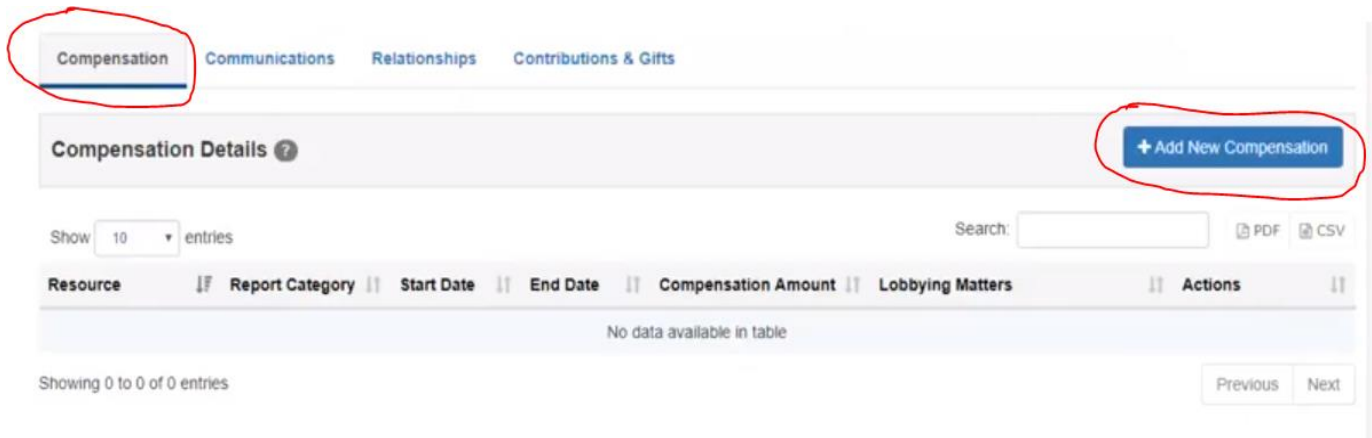 Compensation Communications Relationships Contributions & Gifts
Compensation Details ? + Add New Compensation
Show 10 entries Search: PDF CSV
Resource Report Category Start Date End Date Compensation Amount Lobbying Matters Actions
No data available in table
Showing 0 to 0 of 0 entries Previous Next